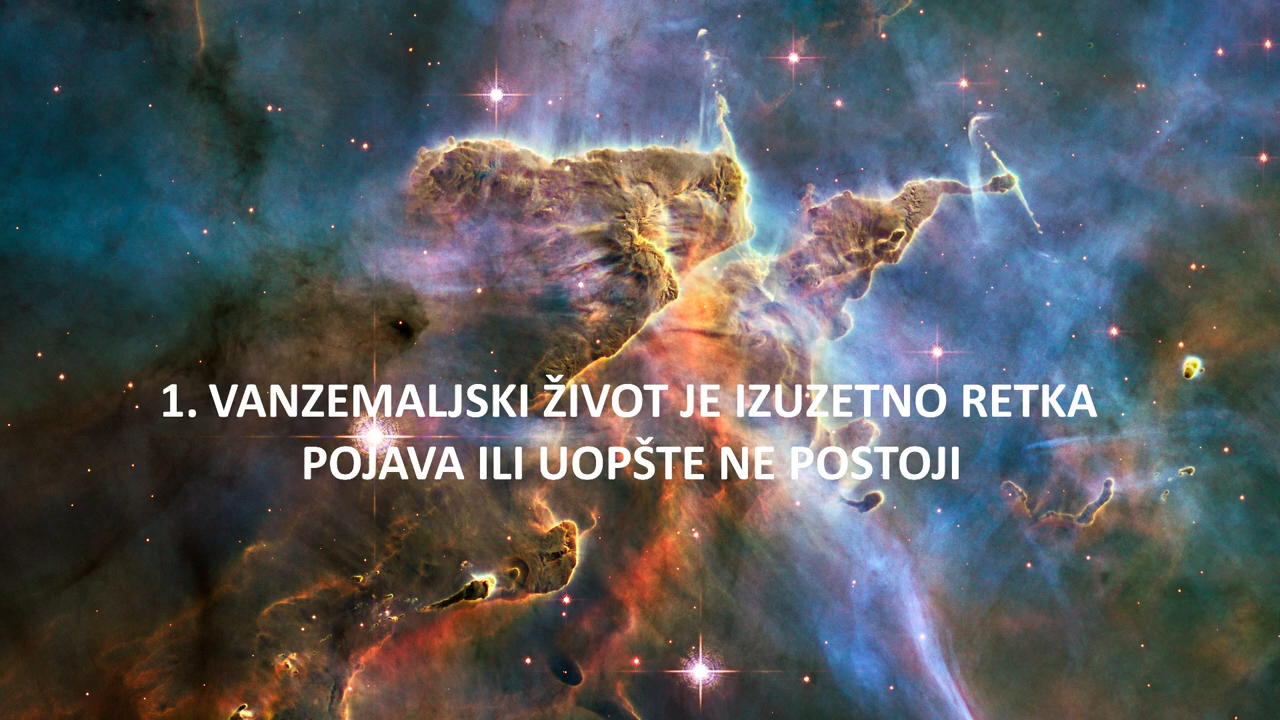 1. VANZEMALJSKI ŽIVOT JE IZUZETNO RETKA
POJAVA ILI UOPŠTE NE POSTOJI